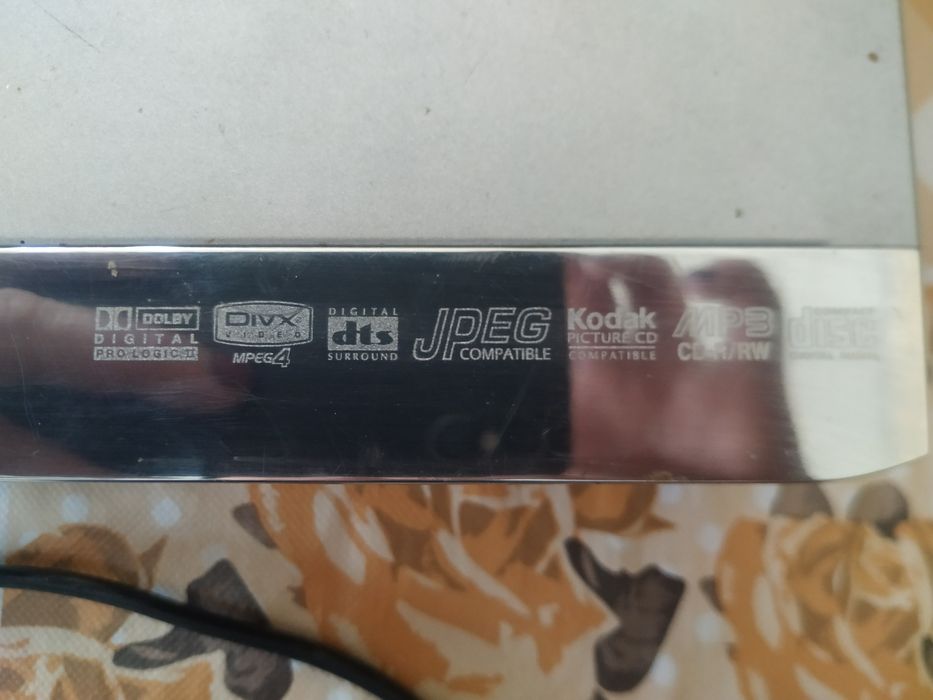 DOLBY
DIGITAL
PRO LOGIC II
DivX
VIDEO
MPEG4
DIGITAL
dts
SURROUND
JPEG
COMPATIBLE
Kodak
PICTURE CD
COMPATIBLE
MP3
CD-R/RW
disc